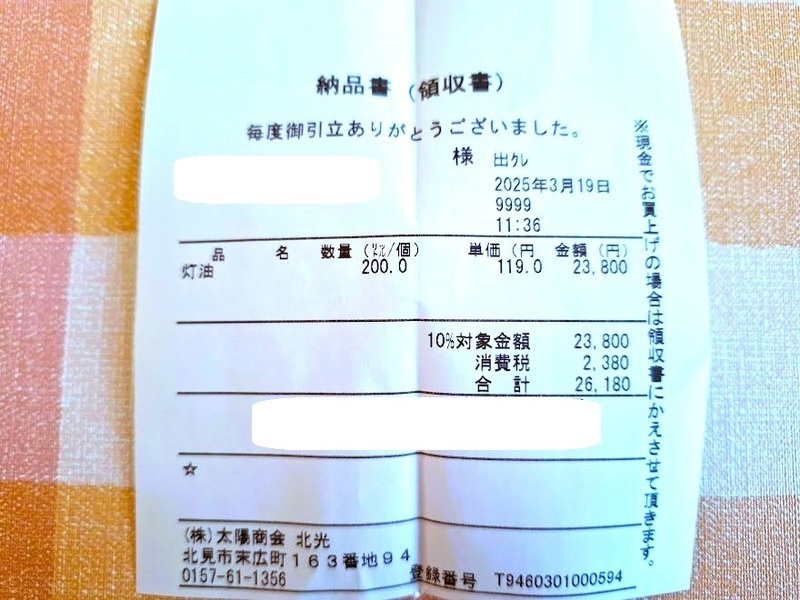 納品書（領収書）
毎度御引立ありがとうございました。
様 出ｸﾚ
2025年3月19日
9999
11:36
品 名 数量（㍑/個） 単価（円 金額（円）
灯油 200.0 119.0 23,800
10%対象金額 23,800
消費税 2,380
合計 26,180
☆
（株）太陽商会 北光
北見市末広町１６３番地９４
0157-61-1356 登録番号 T9460301000594
※現金でお買上げの場合は領収書にかえさせて頂きます。